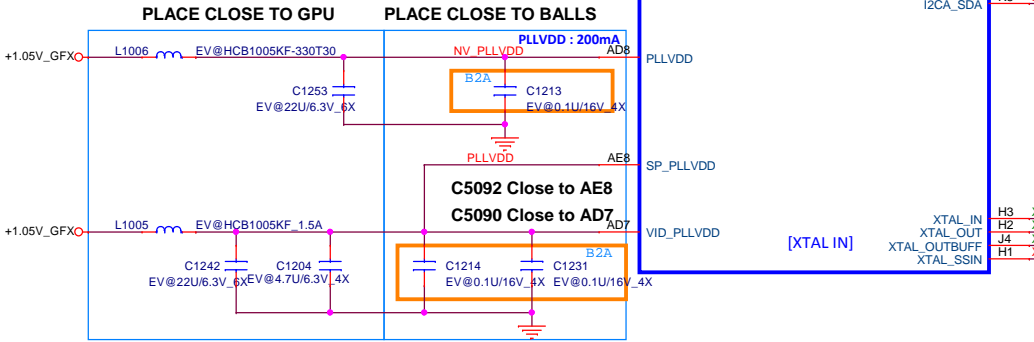 I2CA_SDA
PLACE CLOSE TO GPU
PLACE CLOSE TO BALLS
PLLVDD : 200mA
+1.05V_GFX
L1006
EV@HCB1005KF-330T30
NV_PLLVDD
AD8
PLLVDD
B2A
C1253
EV@22U/6.3V_6X
C1213
EV@0.1U/16V_4X
PLLVDD
AE8
SP_PLLVDD
C5092 Close to AE8
C5090 Close to AD7
+1.05V_GFX
L1005
EV@HCB1005KF_1.5A
AD7
VID_PLLVDD
B2A
C1242
EV@22U/6.3V_6X
C1204
EV@4.7U/6.3V_4X
C1214
EV@0.1U/16V_4X
C1231
EV@0.1U/16V_4X
[XTAL IN]
XTAL_IN
H3
XTAL_OUT
H2
XTAL_OUTBUFF
J4
XTAL_SSIN
H1